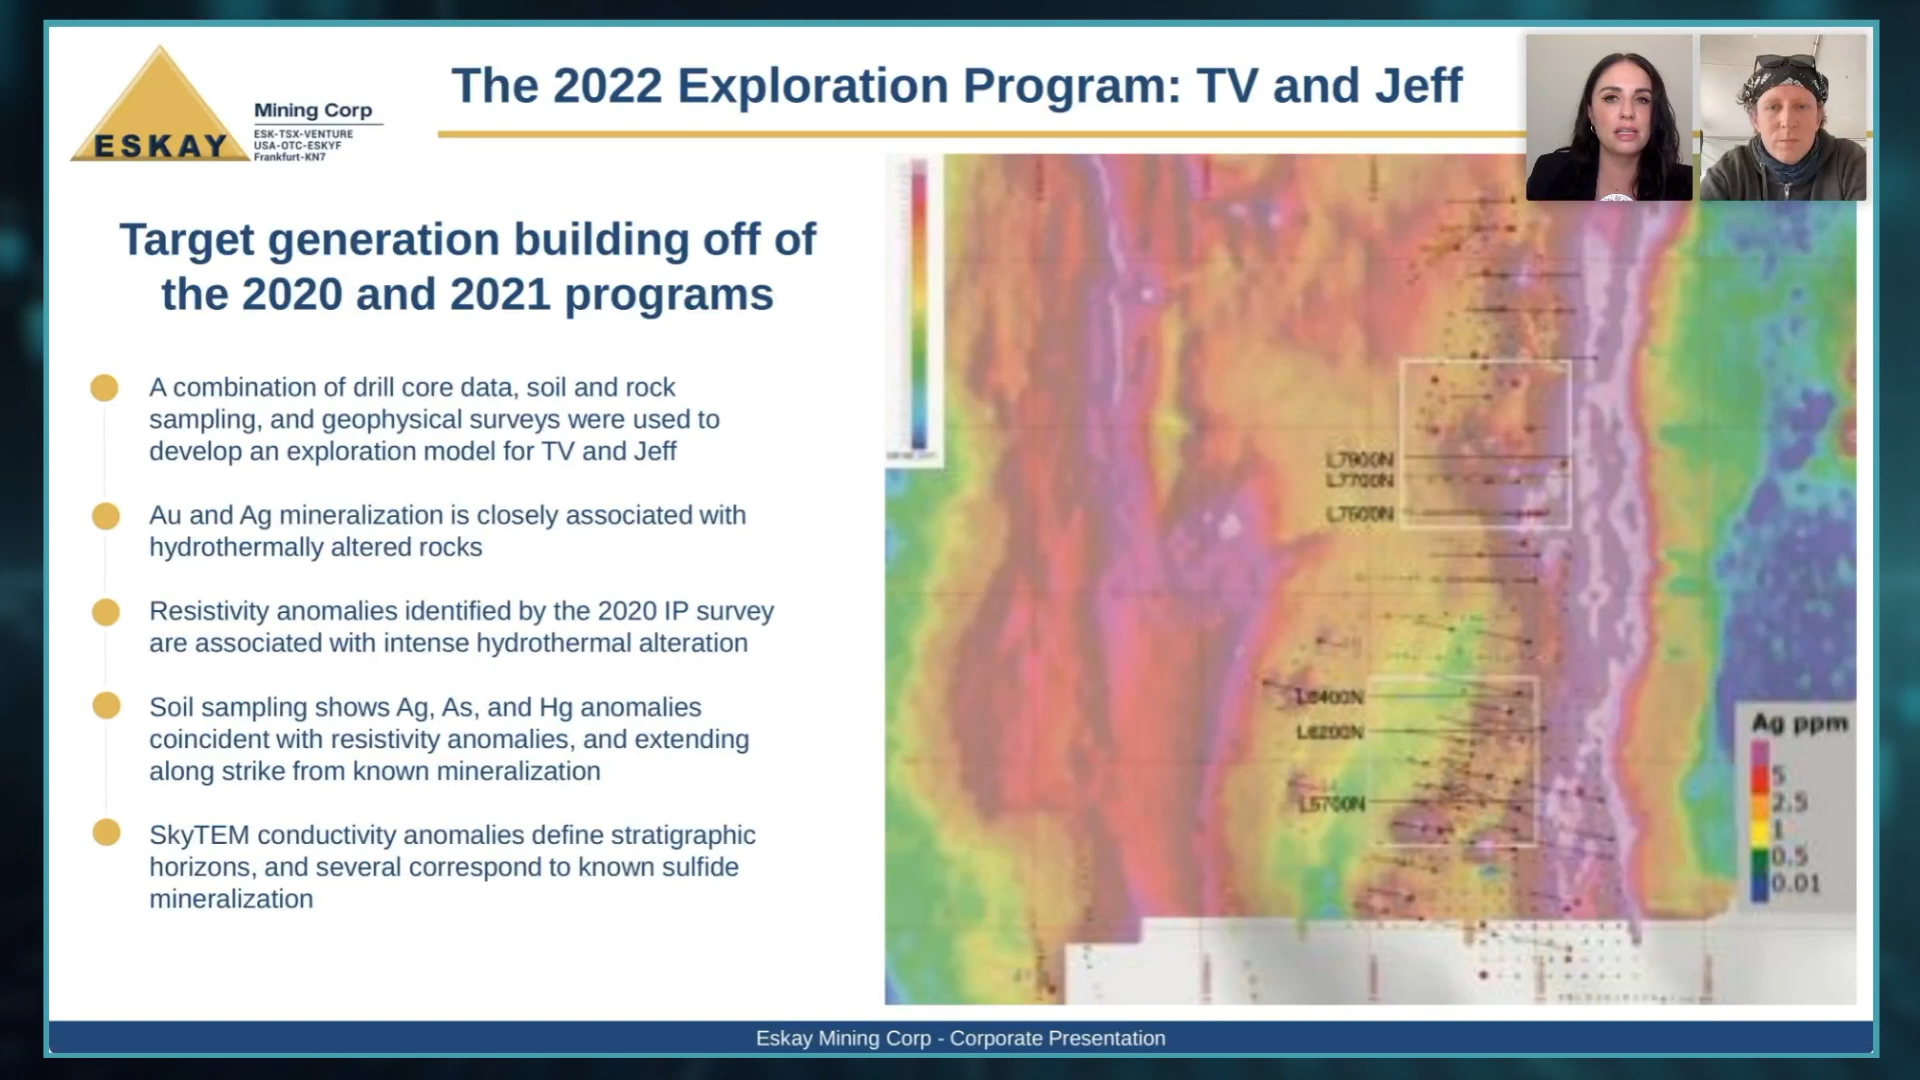 ESKAY
Mining Corp
ESK-TSX-VENTURE
USA-OTC-ESKYF
Frankfurt-KN7
The 2022 Exploration Program: TV and Jeff
Target generation building off of
the 2020 and 2021 programs
A combination of drill core data, soil and rock
sampling, and geophysical surveys were used to
develop an exploration model for TV and Jeff
Au and Ag mineralization is closely associated with
hydrothermally altered rocks
Resistivity anomalies identified by the 2020 IP survey
are associated with intense hydrothermal alteration
Soil sampling shows Ag, As, and Hg anomalies
coincident with resistivity anomalies, and extending
along strike from known mineralization
SkyTEM conductivity anomalies define stratigraphic
horizons, and several correspond to known sulfide
mineralization
L7900N
L7700N
L7500N
L6400N
L6200N
L5700N
Ag ppm
5
2.5
1
0.5
0.01
Eskay Mining Corp - Corporate Presentation